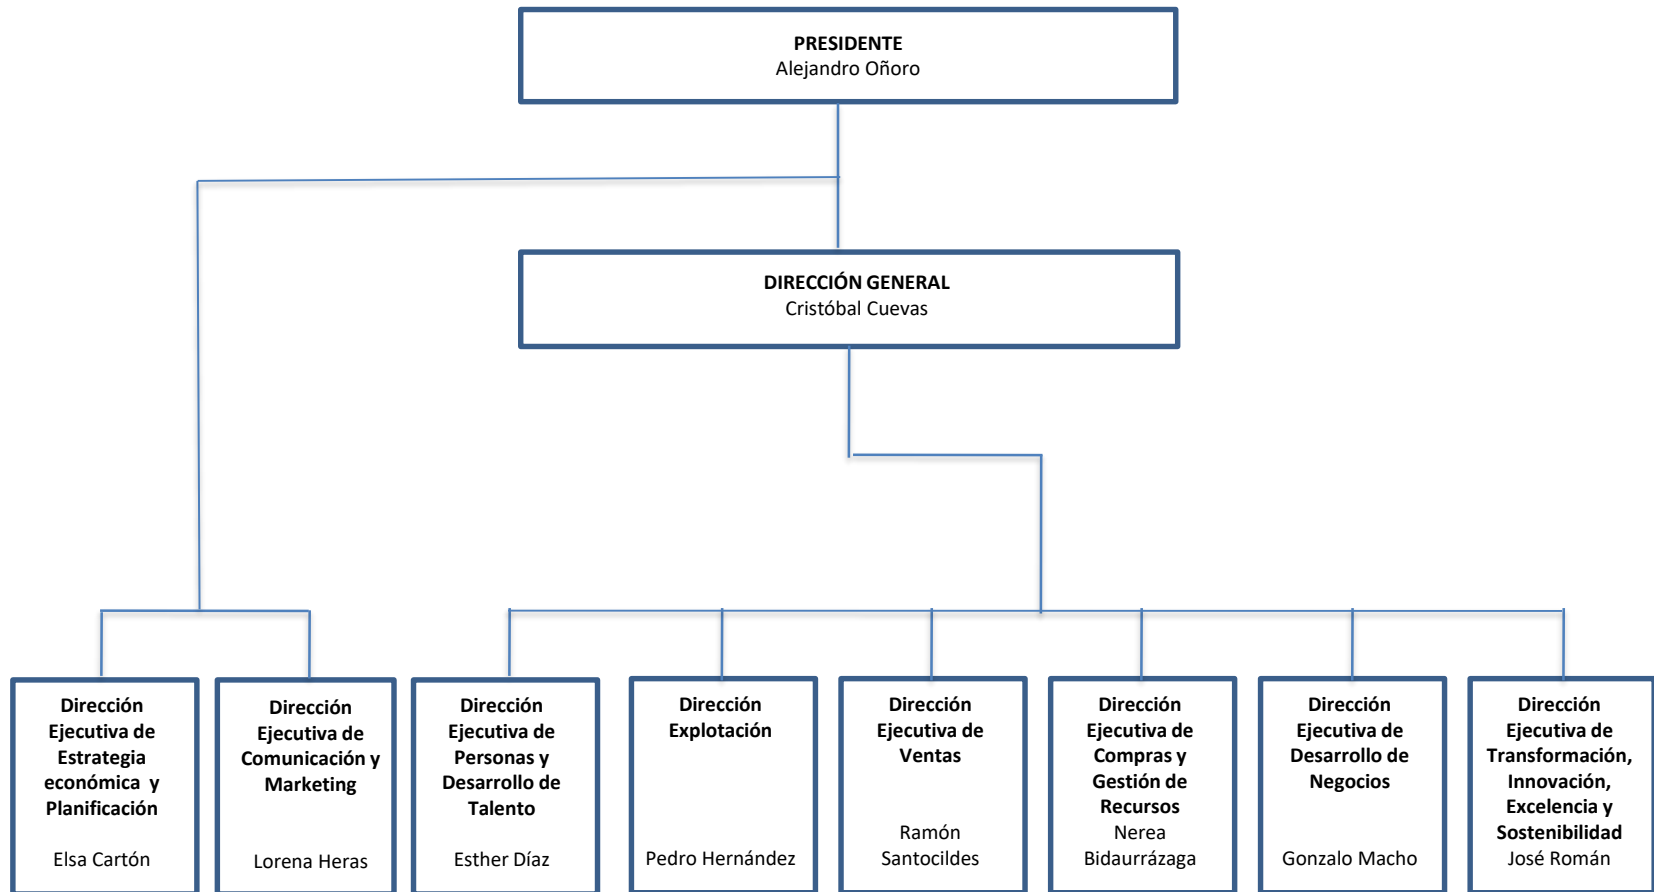 PRESIDENTE
Alejandro Oñoro
DIRECCIÓN GENERAL
Cristóbal Cuevas
Dirección
Ejecutiva de
Estrategia
económica y
Planificación
Elsa Cartón
Dirección
Ejecutiva de
Comunicación y
Marketing
Lorena Heras
Dirección
Ejecutiva de
Personas y
Desarrollo de
Talento
Esther Díaz
Dirección
Explotación
Pedro Hernández
Dirección
Ejecutiva de
Ventas
Ramón
Santocildes
Dirección
Ejecutiva de
Compras y
Gestión de
Recursos
Nerea
Bidaurrázaga
Dirección
Ejecutiva de
Desarrollo de
Negocios
Gonzalo Macho
Dirección
Ejecutiva de
Transformación,
Innovación,
Excelencia y
Sostenibilidad
José Román